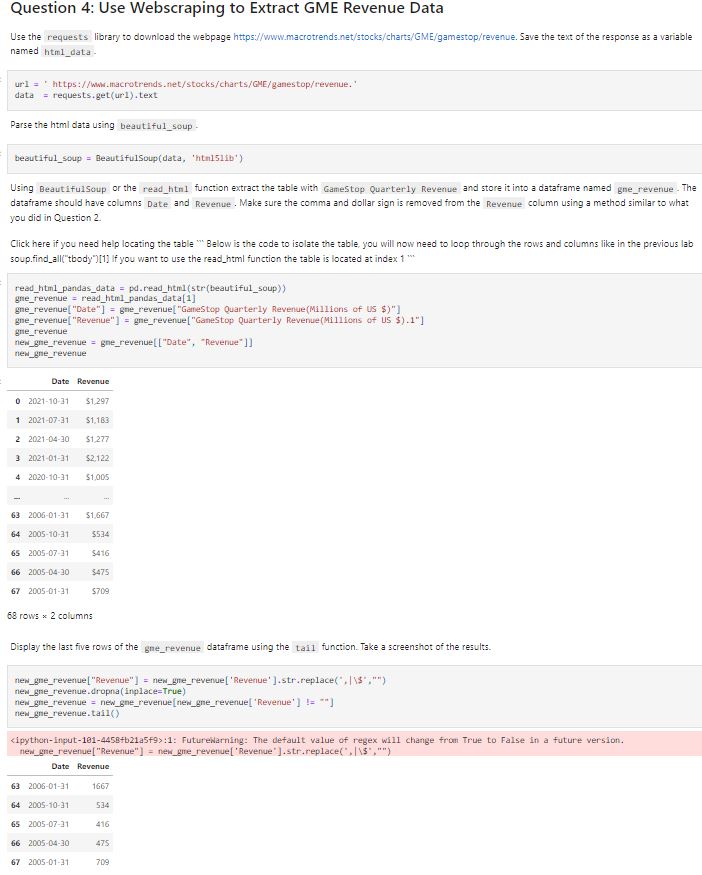 Question 4: Use Webscraping to Extract GME Revenue Data
Use the requests library to download the webpage https://www.macrotrends.net/stocks/charts/GME/gamestop/revenue. Save the text of the response as a variable
named html_data.
url = ' https://www.macrotrends.net/stocks/charts/GME/gamestop/revenue.'
data  = requests.get(url).text
Parse the html data using beautiful_soup.
beautiful_soup = BeautifulSoup(data, 'html5lib')
Using BeautifulSoup or the read_html function extract the table with GameStop Quarterly Revenue and store it into a dataframe named gme_revenue. The
dataframe should have columns Date and Revenue. Make sure the comma and dollar sign is removed from the Revenue column using a method similar to what
you did in Question 2.
Click here if you need help locating the table ``` Below is the code to isolate the table, you will now need to loop through the rows and columns like in the previous lab
soup.find_all("tbody")[1] If you want to use the read_html function the table is located at index 1 ```
read_html_pandas_data = pd.read_html(str(beautiful_soup))
gme_revenue = read_html_pandas_data[1]
gme_revenue["Date"] = gme_revenue["GameStop Quarterly Revenue(Millions of US $)"]
gme_revenue["Revenue"] = gme_revenue["GameStop Quarterly Revenue(Millions of US $).1"]
gme_revenue
new_gme_revenue = gme_revenue[["Date", "Revenue"]]
new_gme_revenue
Date Revenue
0 2021-10-31 $1,297
1 2021-07-31 $1,183
2 2021-04-30 $1,277
3 2021-01-31 $2,122
4 2020-10-31 $1,005
... ... ...
63 2006-01-31 $1,667
64 2005-10-31 $534
65 2005-07-31 $416
66 2005-04-30 $475
67 2005-01-31 $709
68 rows × 2 columns
Display the last five rows of the gme_revenue dataframe using the tail function. Take a screenshot of the results.
new_gme_revenue["Revenue"] = new_gme_revenue['Revenue'].str.replace(',|\$',"")
new_gme_revenue.dropna(inplace=True)
new_gme_revenue = new_gme_revenue[new_gme_revenue['Revenue'] != ""]
new_gme_revenue.tail()
<ipython-input-101-4458fb21a5f9>:1: FutureWarning: The default value of regex will change from True to False in a future version.
new_gme_revenue["Revenue"] = new_gme_revenue['Revenue'].str.replace(',|\$',"")
Date Revenue
63 2006-01-31 1667
64 2005-10-31 534
65 2005-07-31 416
66 2005-04-30 475
67 2005-01-31 709